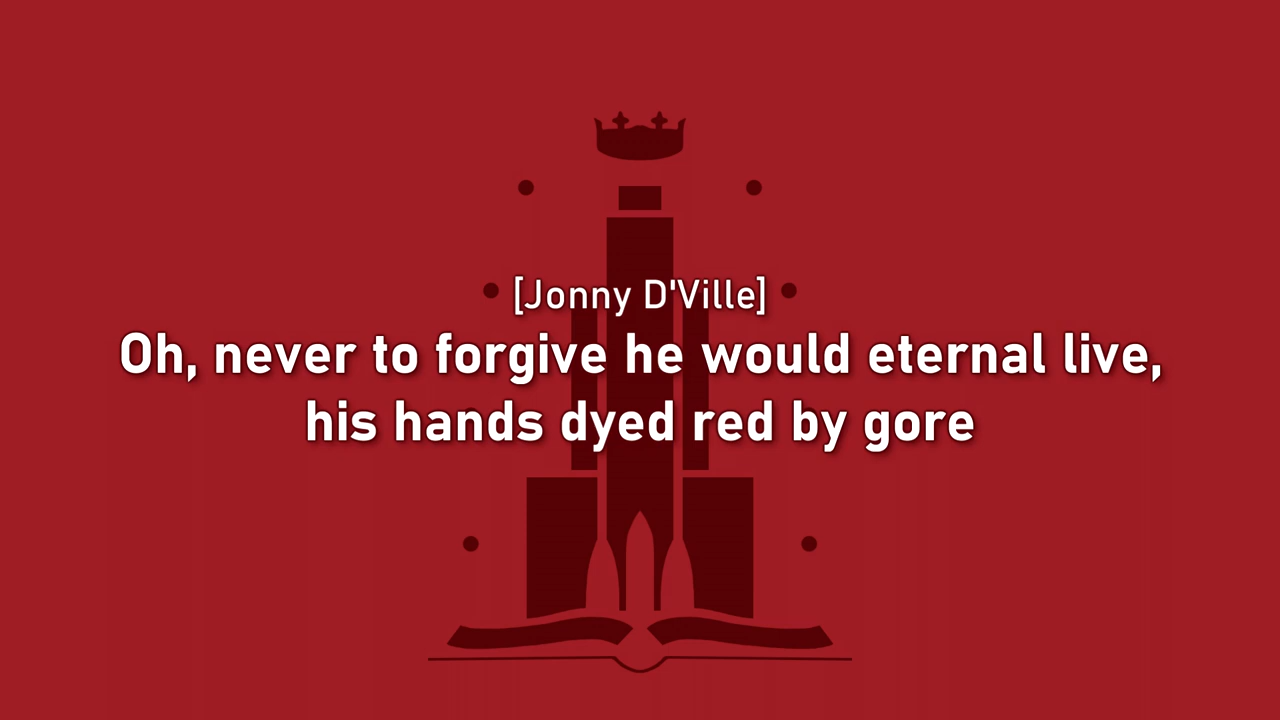 [Jonny D'Ville]
Oh, never to forgive he would eternal live,
his hands dyed red by gore